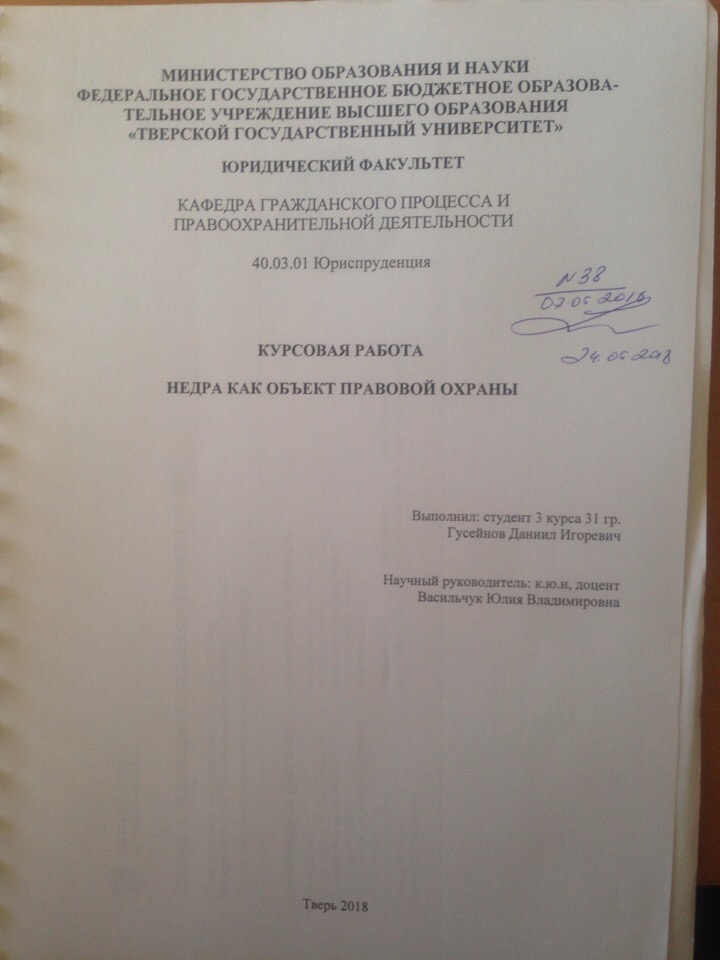 МИНИСТЕРСТВО ОБРАЗОВАНИЯ И НАУКИ
ФЕДЕРАЛЬНОЕ ГОСУДАРСТВЕННОЕ БЮДЖЕТНОЕ ОБРАЗОВА-
ТЕЛЬНОЕ УЧРЕЖДЕНИЕ ВЫСШЕГО ОБРАЗОВАНИЯ
«ТВЕРСКОЙ ГОСУДАРСТВЕННЫЙ УНИВЕРСИТЕТ»
ЮРИДИЧЕСКИЙ ФАКУЛЬТЕТ
КАФЕДРА ГРАЖДАНСКОГО ПРОЦЕССА И
ПРАВООХРАНИТЕЛЬНОЙ ДЕЯТЕЛЬНОСТИ
40.03.01 Юриспруденция
N 38
07.05 2018
24.05 2018
КУРСОВАЯ РАБОТА
НЕДРА КАК ОБЪЕКТ ПРАВОВОЙ ОХРАНЫ
Выполнил: студент 3 курса 31 гр.
Гусейнов Даниил Игоревич
Научный руководитель: к.ю.н, доцент
Васильчук Юлия Владимировна
Тверь 2018